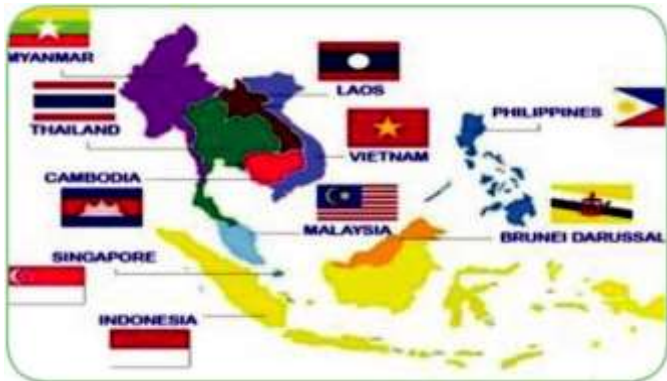 MYANMAR
LAOS
THAILAND
PHILIPPINES
VIETNAM
CAMBODIA
MALAYSIA
BRUNEI DARUSSAL
SINGAPORE
INDONESIA